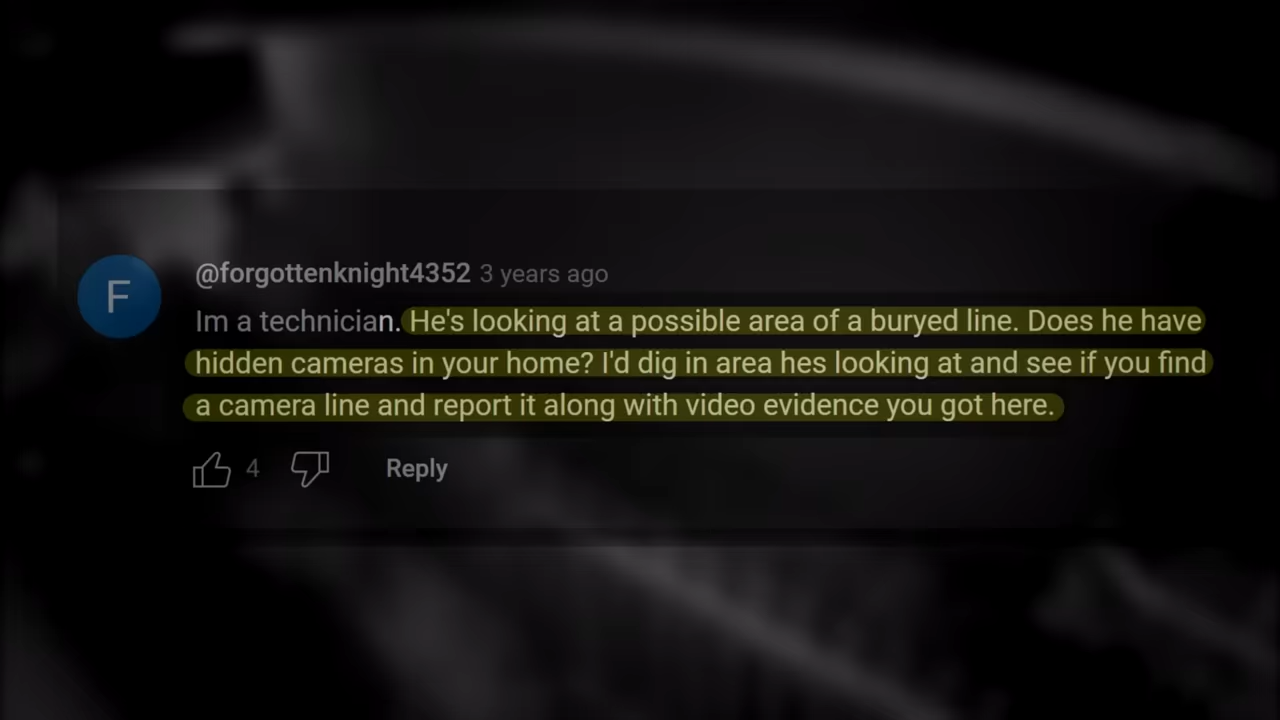 F
@forgottenknight4352 3 years ago
Im a technician. He's looking at a possible area of a buryed line. Does he have
hidden cameras in your home? I'd dig in area hes looking at and see if you find
a camera line and report it along with video evidence you got here.
4 Reply